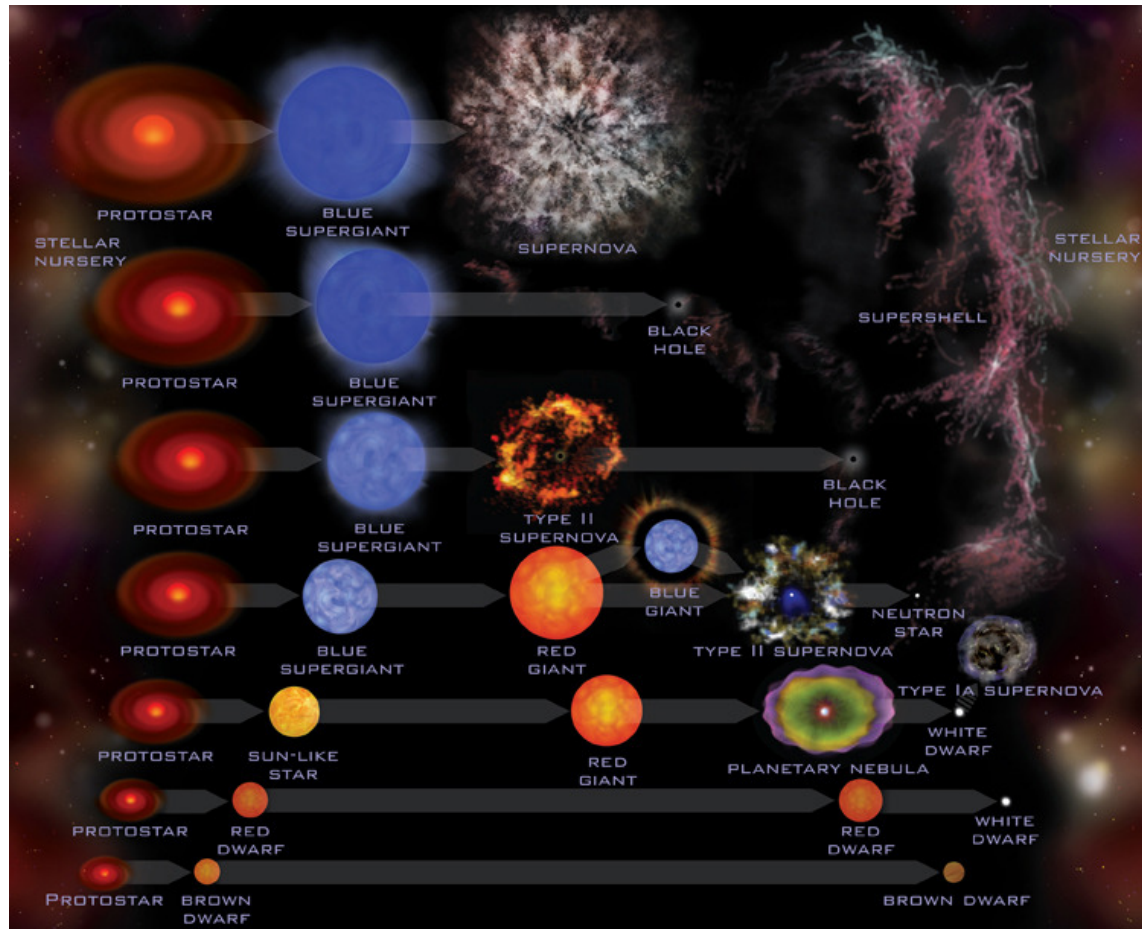 PROTOSTAR
BLUE
SUPERGIANT
SUPERNOVA
STELLAR
NURSERY
STELLAR
NURSERY
PROTOSTAR
BLUE
SUPERGIANT
BLACK
HOLE
SUPERSHELL
PROTOSTAR
BLUE
SUPERGIANT
TYPE II
SUPERNOVA
BLACK
HOLE
PROTOSTAR
BLUE
SUPERGIANT
RED
GIANT
BLUE
GIANT
TYPE II SUPERNOVA
NEUTRON
STAR
TYPE IA SUPERNOVA
PROTOSTAR
SUN-LIKE
STAR
RED
GIANT
PLANETARY NEBULA
WHITE
DWARF
PROTOSTAR
RED
DWARF
RED
DWARF
WHITE
DWARF
PROTOSTAR
BROWN
DWARF
BROWN DWARF